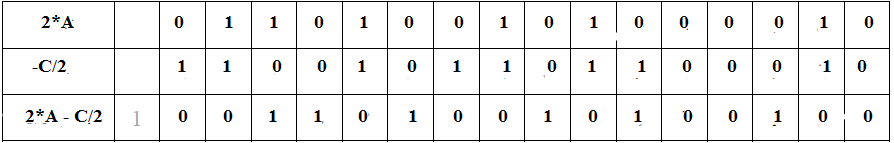 2*A 0 1 1 0 1 0 0 1 0 1 0 0 0 0 1 0
-C/2 1 1 0 0 1 0 1 1 0 1 1 0 0 0 1 0
2*A - C/2 1 0 0 1 1 0 1 0 0 1 0 1 0 0 1 0 0